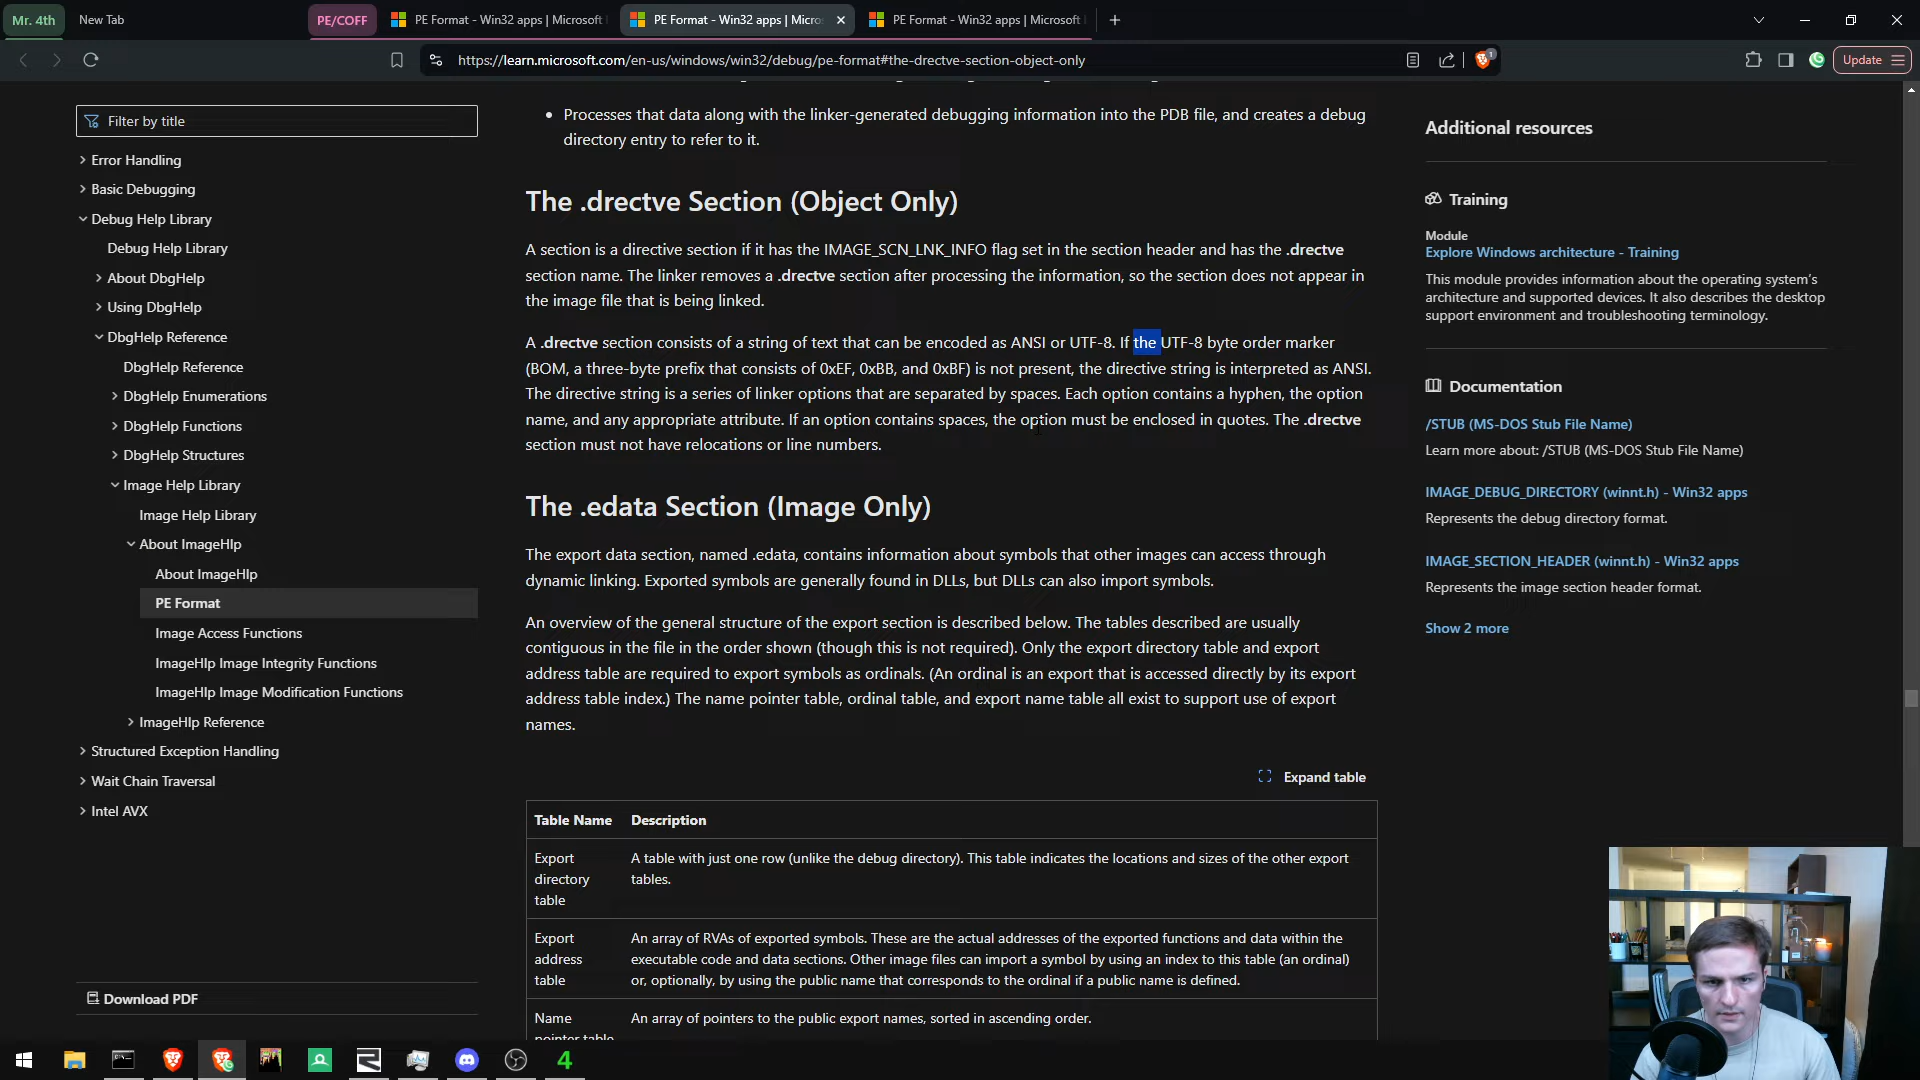 Mr. 4th
New Tab
PE/COFF
PE Format - Win32 apps | Microsoft
PE Format - Win32 apps | Micro
PE Format - Win32 apps | Microsoft
https://learn.microsoft.com/en-us/windows/win32/debug/pe-format#the-drectve-section-object-only
1
Update
Filter by title
Error Handling
Basic Debugging
Debug Help Library
Debug Help Library
About DbgHelp
Using DbgHelp
DbgHelp Reference
DbgHelp Reference
DbgHelp Enumerations
DbgHelp Functions
DbgHelp Structures
Image Help Library
Image Help Library
About ImageHlp
About ImageHlp
PE Format
Image Access Functions
ImageHlp Image Integrity Functions
ImageHlp Image Modification Functions
ImageHlp Reference
Structured Exception Handling
Wait Chain Traversal
Intel AVX
Download PDF
• Processes that data along with the linker-generated debugging information into the PDB file, and creates a debug
directory entry to refer to it.
The .drectve Section (Object Only)
A section is a directive section if it has the IMAGE_SCN_LNK_INFO flag set in the section header and has the .drectve
section name. The linker removes a .drectve section after processing the information, so the section does not appear in
the image file that is being linked.
A .drectve section consists of a string of text that can be encoded as ANSI or UTF-8. If the UTF-8 byte order marker
(BOM, a three-byte prefix that consists of 0xEF, 0xBB, and 0xBF) is not present, the directive string is interpreted as ANSI.
The directive string is a series of linker options that are separated by spaces. Each option contains a hyphen, the option
name, and any appropriate attribute. If an option contains spaces, the option must be enclosed in quotes. The .drectve
section must not have relocations or line numbers.
The .edata Section (Image Only)
The export data section, named .edata, contains information about symbols that other images can access through
dynamic linking. Exported symbols are generally found in DLLs, but DLLs can also import symbols.
An overview of the general structure of the export section is described below. The tables described are usually
contiguous in the file in the order shown (though this is not required). Only the export directory table and export
address table are required to export symbols as ordinals. (An ordinal is an export that is accessed directly by its export
address table index.) The name pointer table, ordinal table, and export name table all exist to support use of export
names.
Expand table
Table Name Description
Export
directory
table
A table with just one row (unlike the debug directory). This table indicates the locations and sizes of the other export
tables.
Export
address
table
An array of RVAs of exported symbols. These are the actual addresses of the exported functions and data within the
executable code and data sections. Other image files can import a symbol by using an index to this table (an ordinal)
or, optionally, by using the public name that corresponds to the ordinal if a public name is defined.
Name
pointer table
An array of pointers to the public export names, sorted in ascending order.
Additional resources
Training
Module
Explore Windows architecture - Training
This module provides information about the operating system's
architecture and supported devices. It also describes the desktop
support environment and troubleshooting terminology.
Documentation
/STUB (MS-DOS Stub File Name)
Learn more about: /STUB (MS-DOS Stub File Name)
IMAGE_DEBUG_DIRECTORY (winnt.h) - Win32 apps
Represents the debug directory format.
IMAGE_SECTION_HEADER (winnt.h) - Win32 apps
Represents the image section header format.
Show 2 more
4